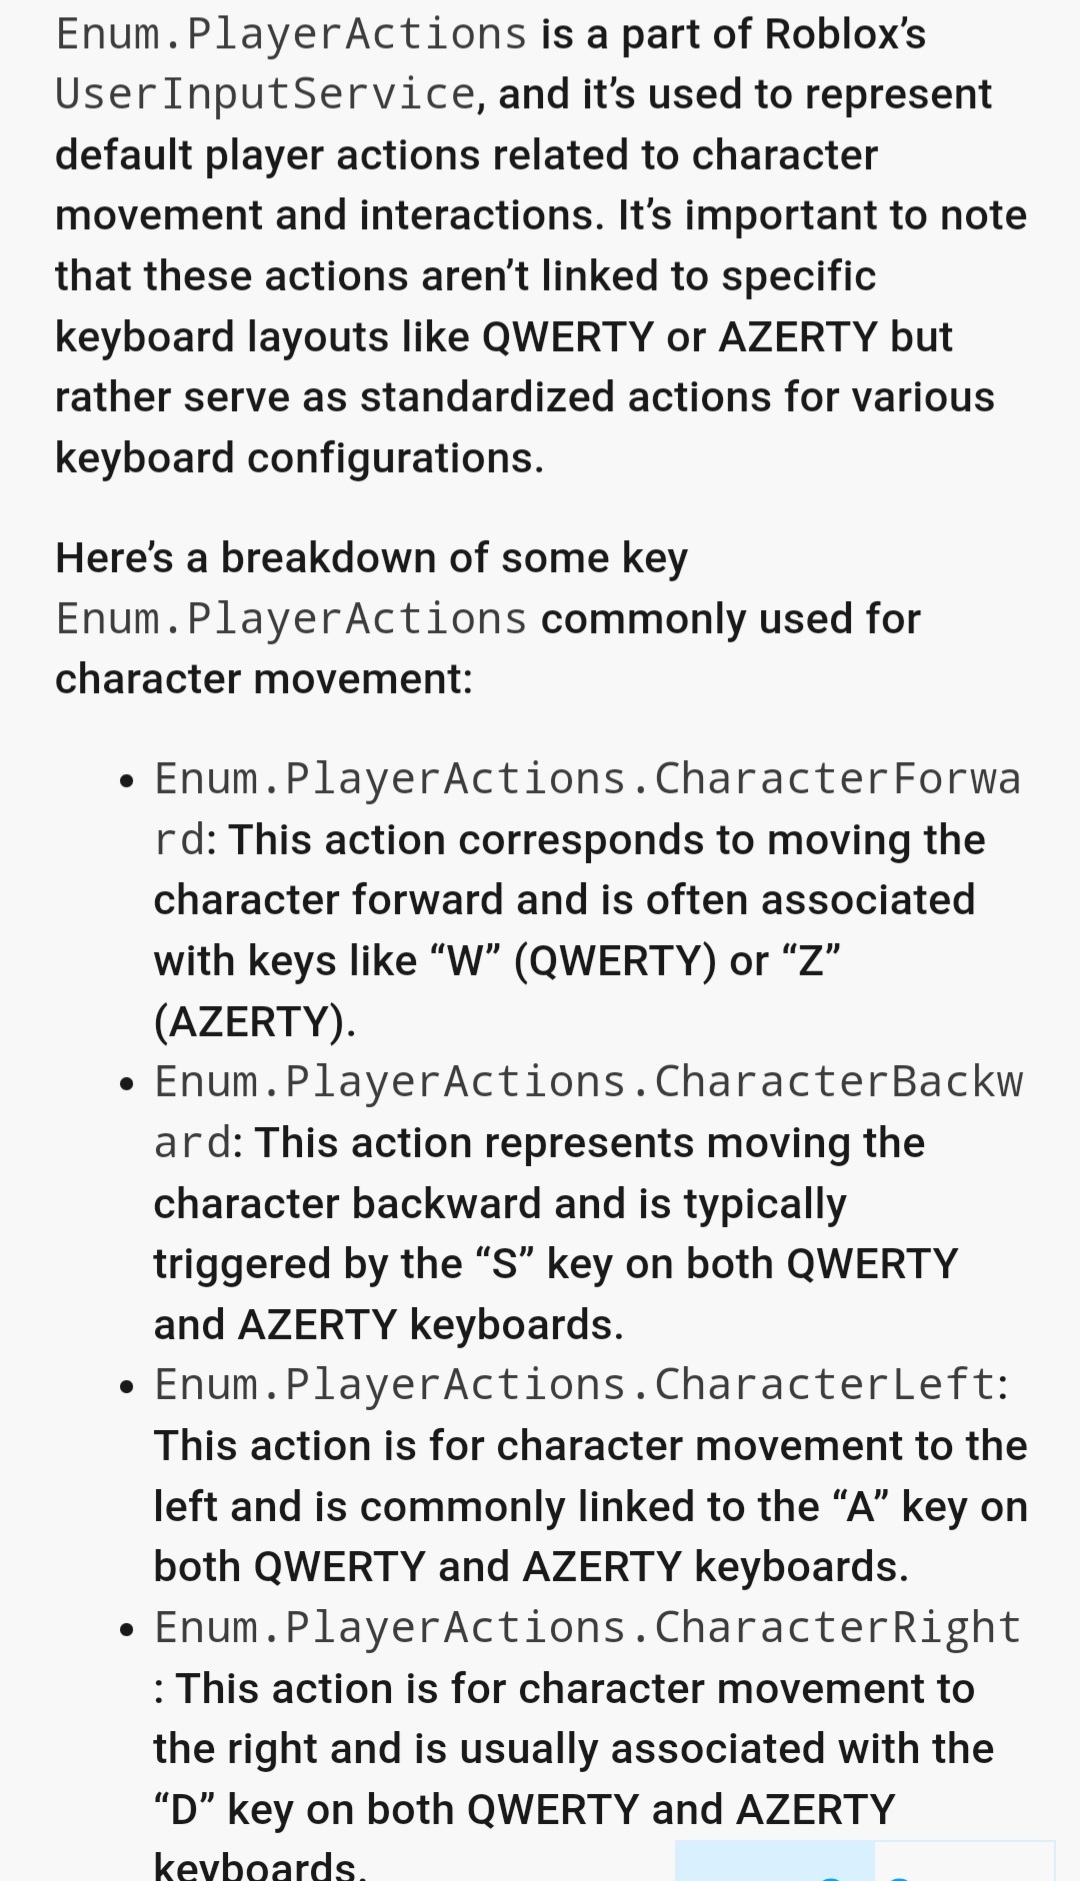 Enum.PlayerActions is a part of Roblox’s
UserInputService, and it’s used to represent
default player actions related to character
movement and interactions. It’s important to note
that these actions aren’t linked to specific
keyboard layouts like QWERTY or AZERTY but
rather serve as standardized actions for various
keyboard configurations.
Here’s a breakdown of some key
Enum.PlayerActions commonly used for
character movement:
• Enum.PlayerActions.CharacterForwa
rd: This action corresponds to moving the
character forward and is often associated
with keys like “W” (QWERTY) or “Z”
(AZERTY).
• Enum.PlayerActions.CharacterBackw
ard: This action represents moving the
character backward and is typically
triggered by the “S” key on both QWERTY
and AZERTY keyboards.
• Enum.PlayerActions.CharacterLeft:
This action is for character movement to the
left and is commonly linked to the “A” key on
both QWERTY and AZERTY keyboards.
• Enum.PlayerActions.CharacterRight
: This action is for character movement to
the right and is usually associated with the
“D” key on both QWERTY and AZERTY
keyboards.